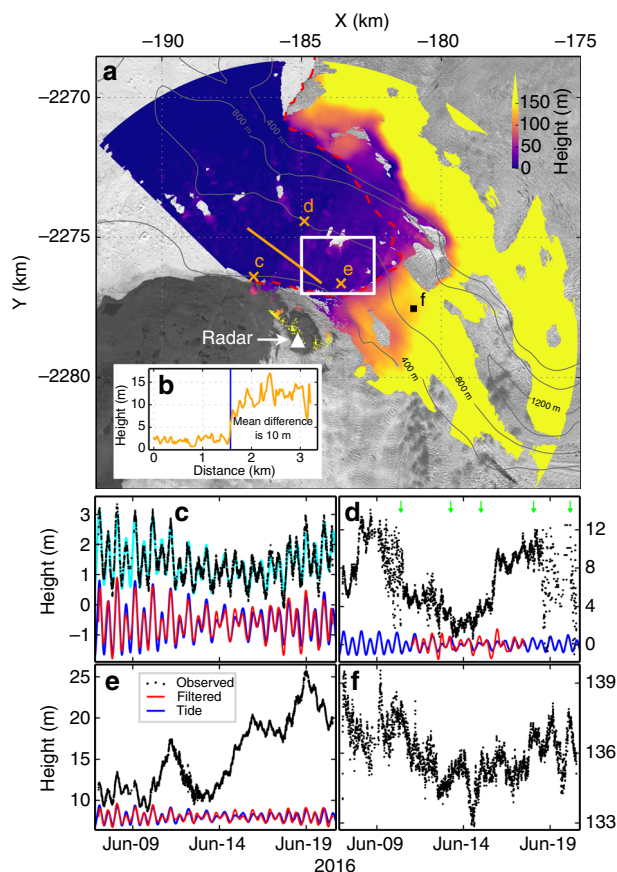 X (km)
−190
−185
−180
−175
a
−2270
−2275
−2280
Y (km)
800 m
400 m
150
100
50
0
Height (m)
d
c
e
f
Radar
400 m
800 m
1200 m
b
15
10
5
0
Height (m)
Mean difference
is 10 m
0
1
2
3
Distance (km)
c
3
2
1
0
−1
Height (m)
d
12
8
4
0
e
Observed
Filtered
Tide
25
20
15
10
Height (m)
f
139
136
133
Jun-09
Jun-14
Jun-19
Jun-09
Jun-14
Jun-19
2016